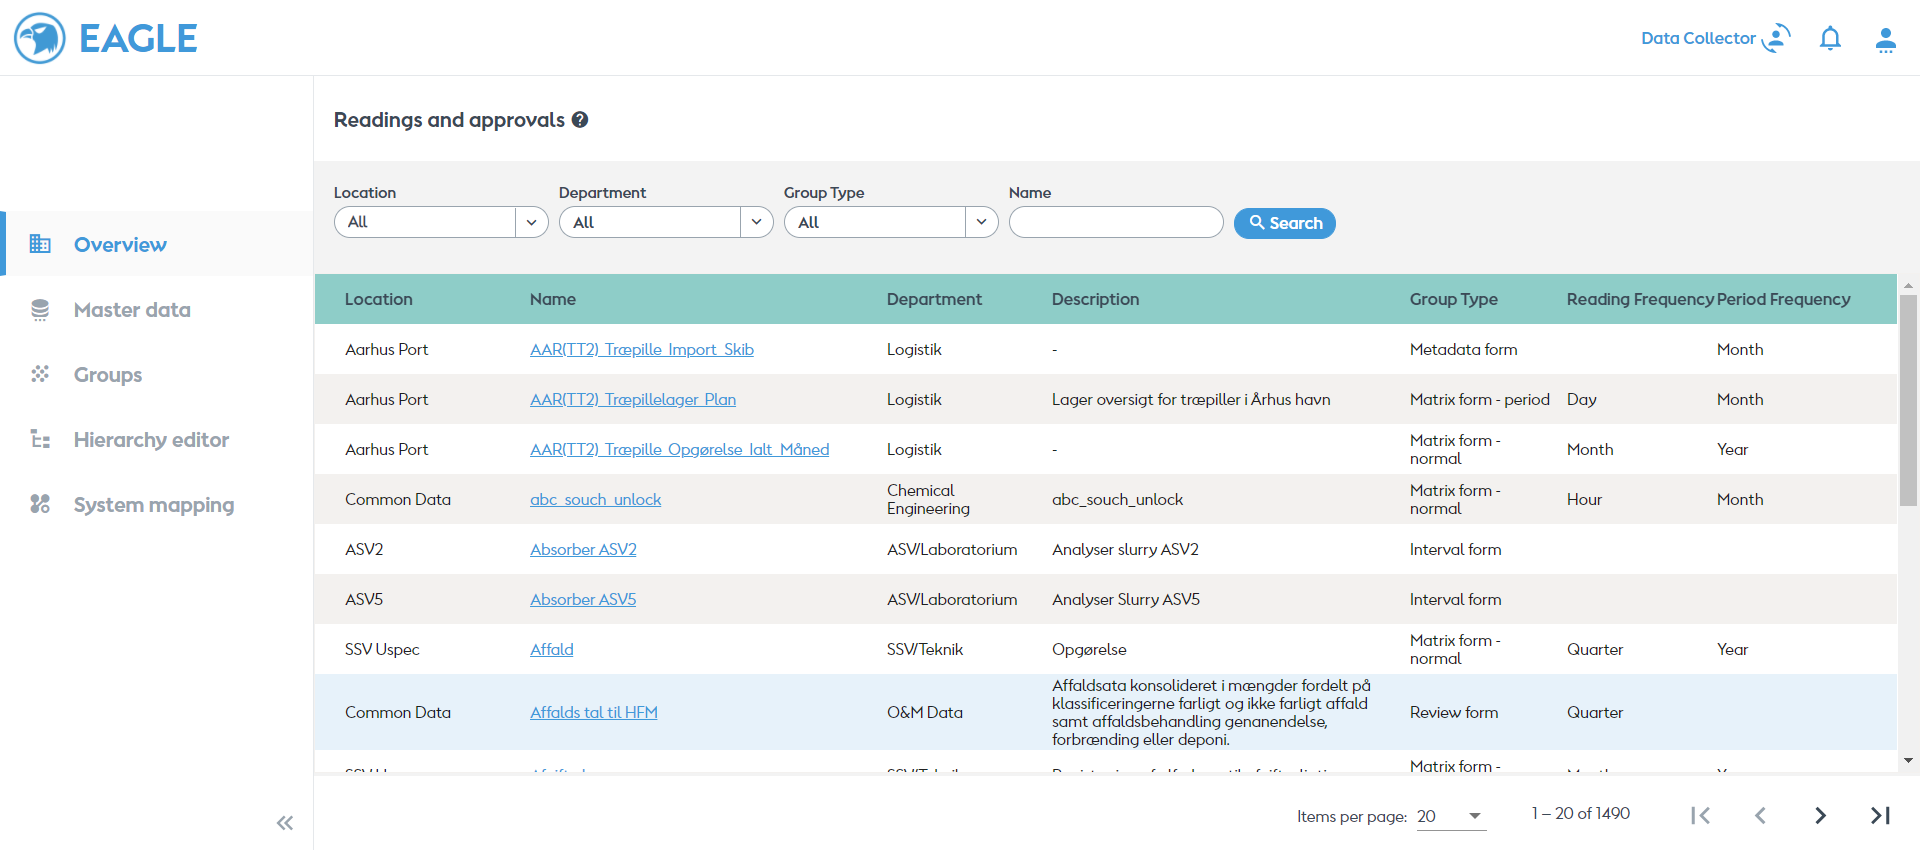 EAGLE
Data Collector
Readings and approvals
Location Department Group Type Name
All All All Search
Overview
Master data
Groups
Hierarchy editor
System mapping
Location Name Department Description Group Type Reading Frequency Period Frequency
Aarhus Port AAR(TT2)_Træpille_Import_Skib Logistik - Metadata form Month
Aarhus Port AAR(TT2)_Træpillelager_Plan Logistik Lager oversigt for træpiller i Århus havn Matrix form - period Day Month
Aarhus Port AAR(TT2)_Træpille_Opgørelse_Ialt_Måned Logistik - Matrix form - normal Month Year
Common Data abc_souch_unlock Chemical Engineering abc_souch_unlock Matrix form - normal Hour Month
ASV2 Absorber ASV2 ASV/Laboratorium Analyser slurry ASV2 Interval form
ASV5 Absorber ASV5 ASV/Laboratorium Analyser Slurry ASV5 Interval form
SSV Uspec Affald SSV/Teknik Opgørelse Matrix form - normal Quarter Year
Common Data Affalds tal til HFM O&M Data Affaldsata konsolideret i mængder fordelt på
klassificeringerne farligt og ikke farligt affald
samt affaldsbehandling genanendelse,
forbrænding eller deponi. Review form Quarter
Matrix form -
Items per page: 20 1 – 20 of 1490